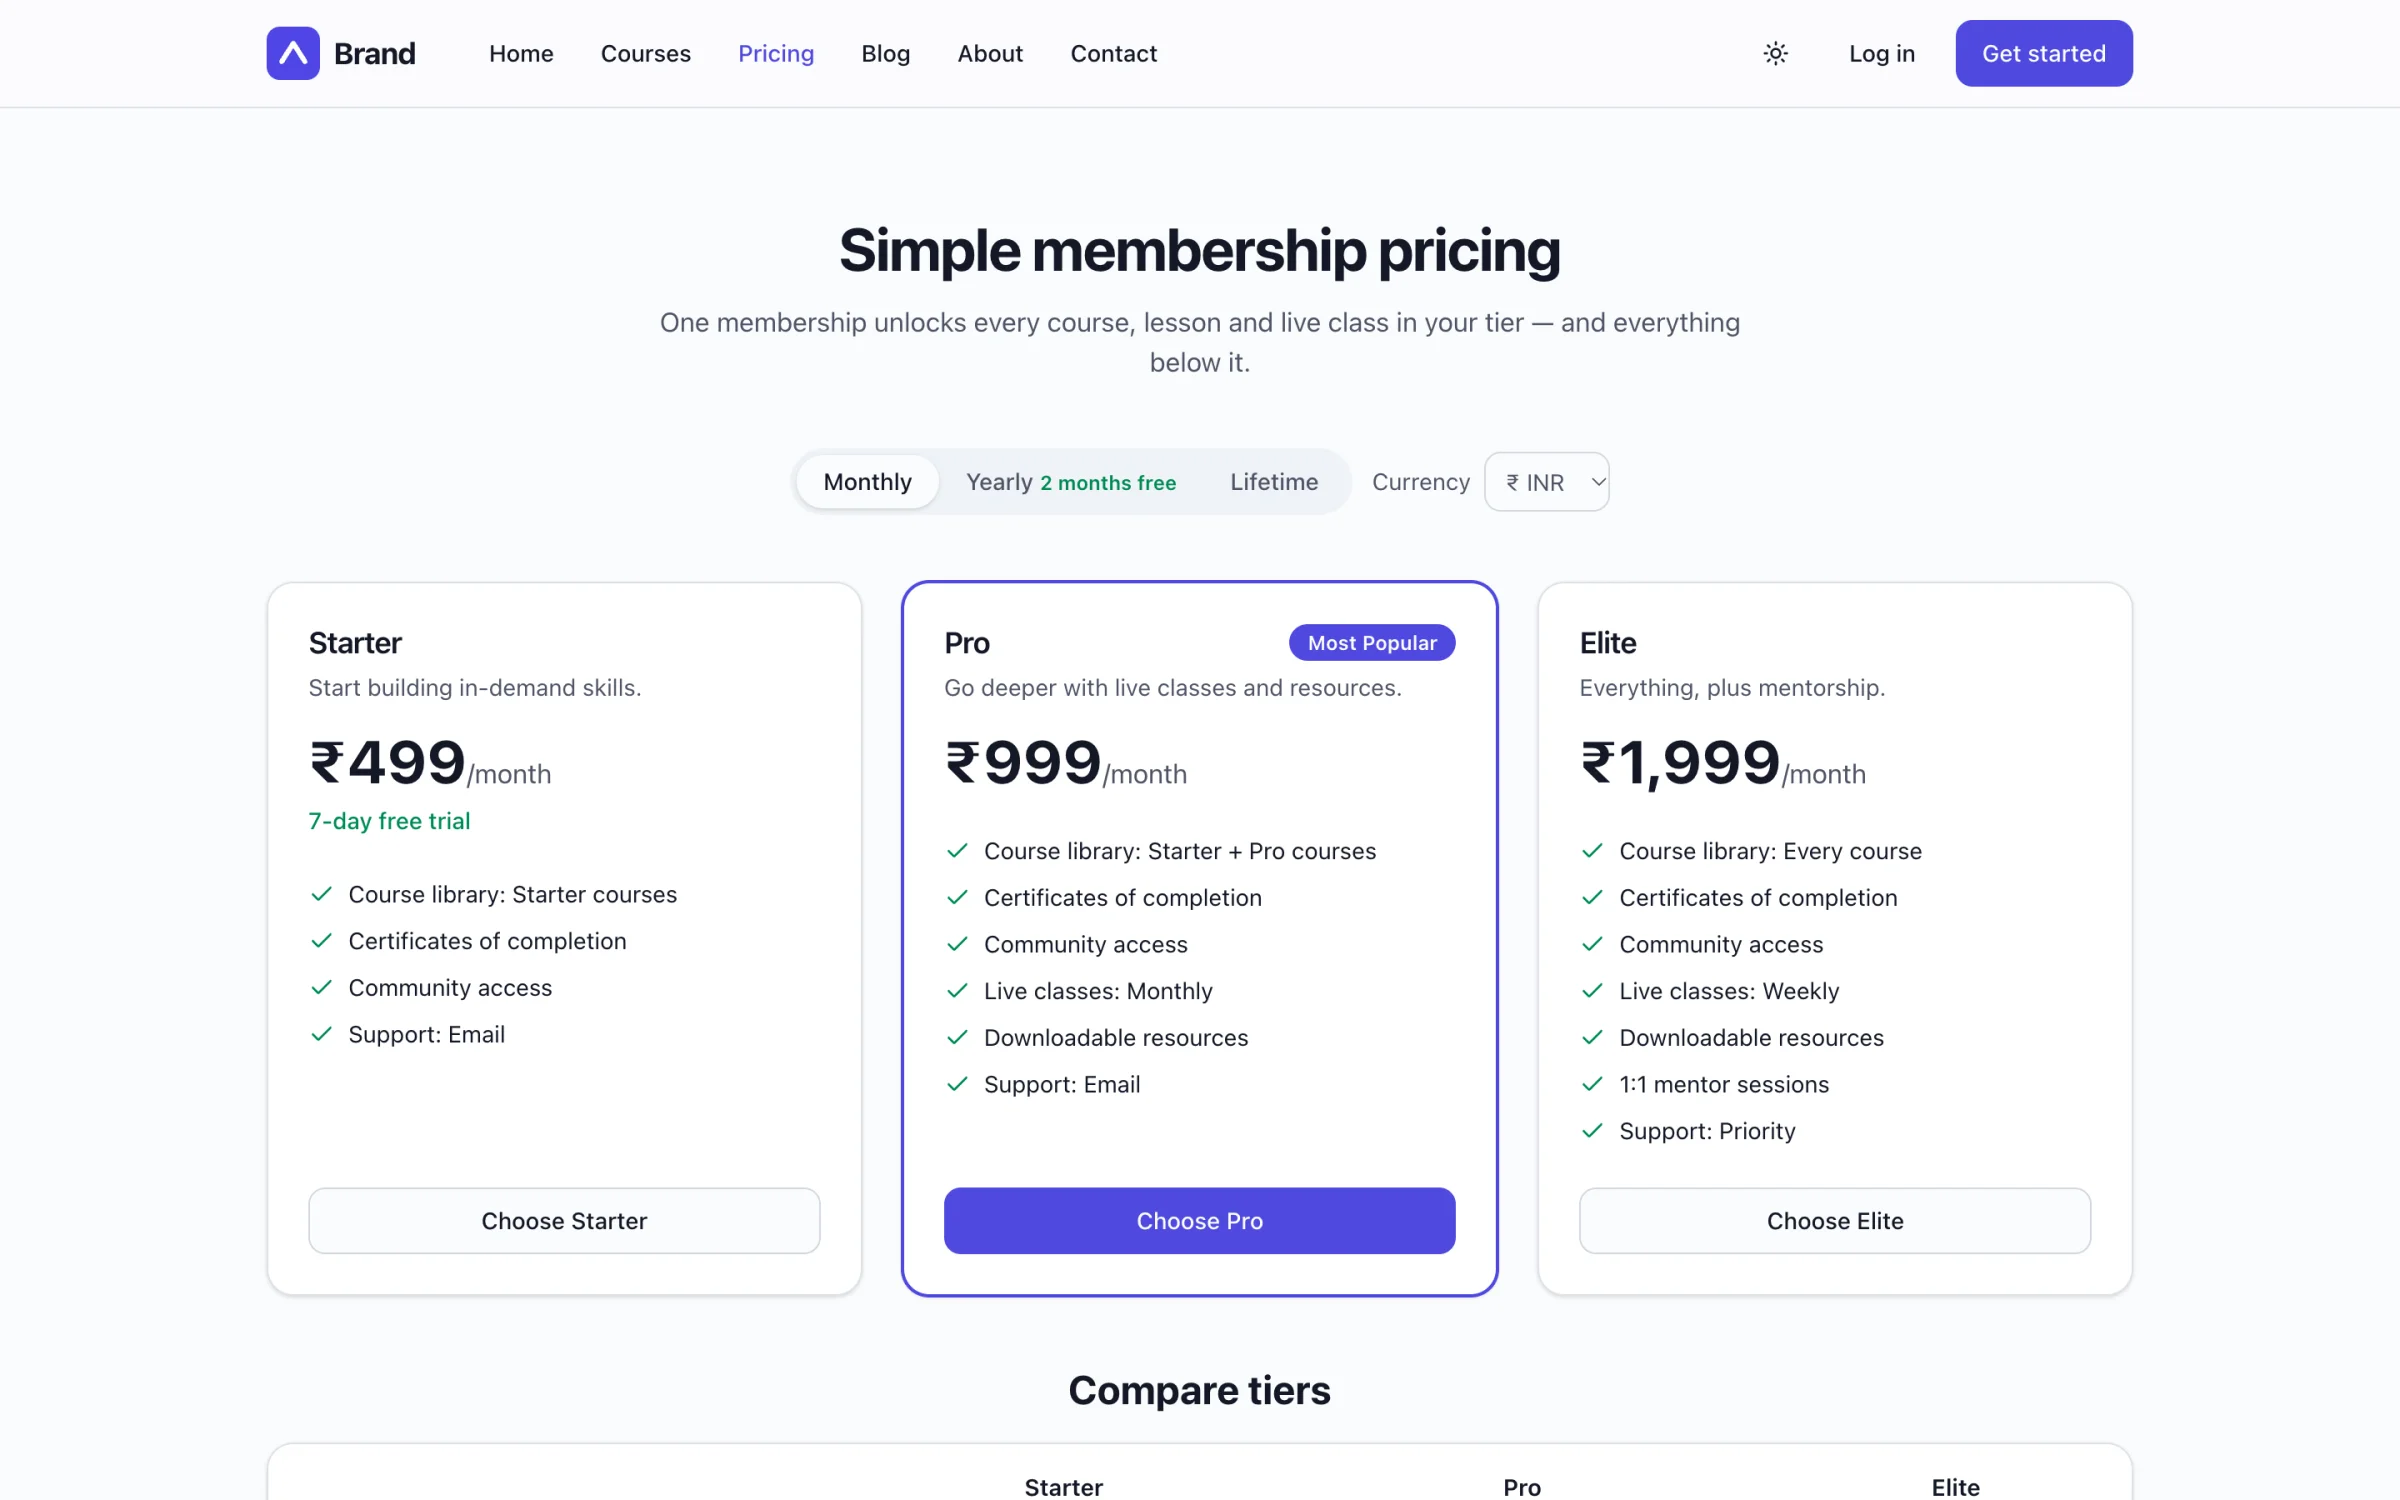 Brand
Home
Courses
Pricing
Blog
About
Contact
Log in
Get started
Simple membership pricing
One membership unlocks every course, lesson and live class in your tier — and everything
below it.
Monthly
Yearly 2 months free
Lifetime
Currency
₹ INR
Starter
Start building in-demand skills.
₹499/month
7-day free trial
Course library: Starter courses
Certificates of completion
Community access
Support: Email
Choose Starter
Pro
Most Popular
Go deeper with live classes and resources.
₹999/month
Course library: Starter + Pro courses
Certificates of completion
Community access
Live classes: Monthly
Downloadable resources
Support: Email
Choose Pro
Elite
Everything, plus mentorship.
₹1,999/month
Course library: Every course
Certificates of completion
Community access
Live classes: Weekly
Downloadable resources
1:1 mentor sessions
Support: Priority
Choose Elite
Compare tiers
Starter
Pro
Elite